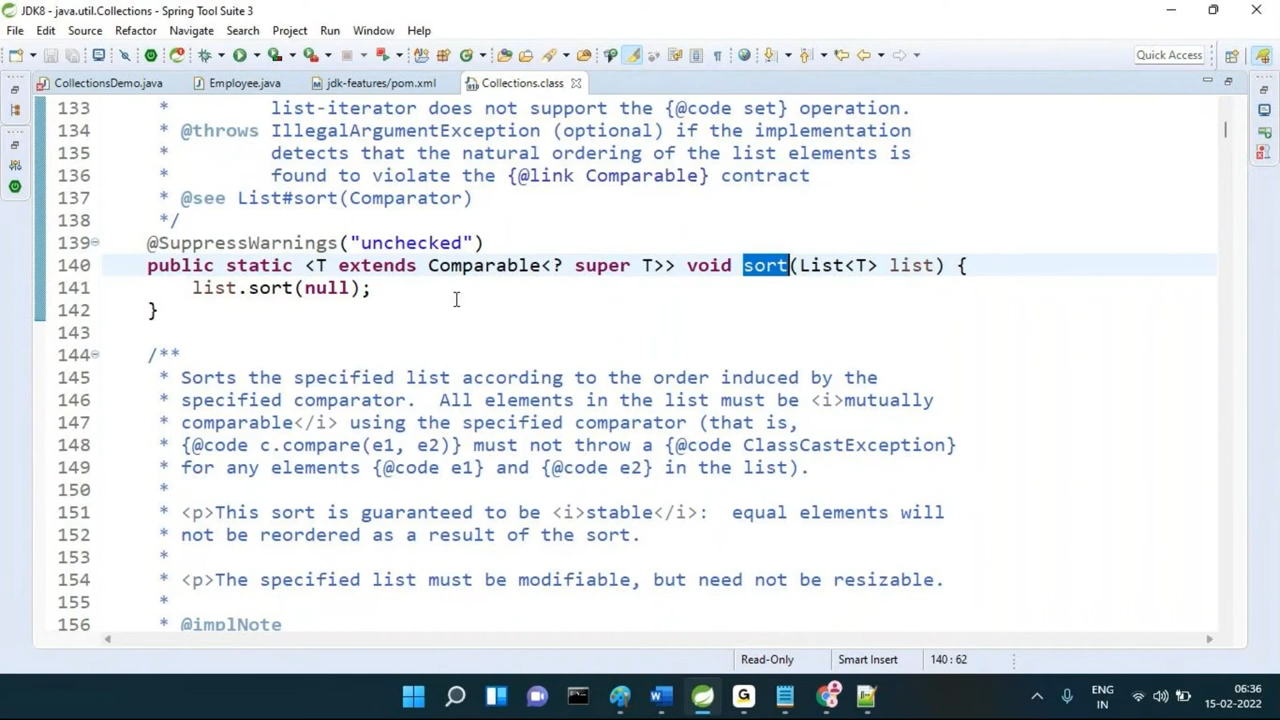 JDK8 - java.util.Collections - Spring Tool Suite 3
File Edit Source Refactor Navigate Search Project Run Window Help
Quick Access
CollectionsDemo.java Employee.java jdk-features/pom.xml Collections.class
133 * list-iterator does not support the {@code set} operation.
134 * @throws IllegalArgumentException (optional) if the implementation
135 * detects that the natural ordering of the list elements is
136 * found to violate the {@link Comparable} contract
137 * @see List#sort(Comparator)
138 */
139 @SuppressWarnings("unchecked")
140 public static <T extends Comparable<? super T>> void sort(List<T> list) {
141 list.sort(null);
142 }
143
144 /**
145 * Sorts the specified list according to the order induced by the
146 * specified comparator.  All elements in the list must be <i>mutually
147 * comparable</i> using the specified comparator (that is,
148 * {@code c.compare(e1, e2)} must not throw a {@code ClassCastException}
149 * for any elements {@code e1} and {@code e2} in the list).
150 *
151 * <p>This sort is guaranteed to be <i>stable</i>:  equal elements will
152 * not be reordered as a result of the sort.
153 *
154 * <p>The specified list must be modifiable, but need not be resizable.
155 *
156 * @implNote
Read-Only Smart Insert 140 : 62
ENG 06:36
IN 15-02-2022